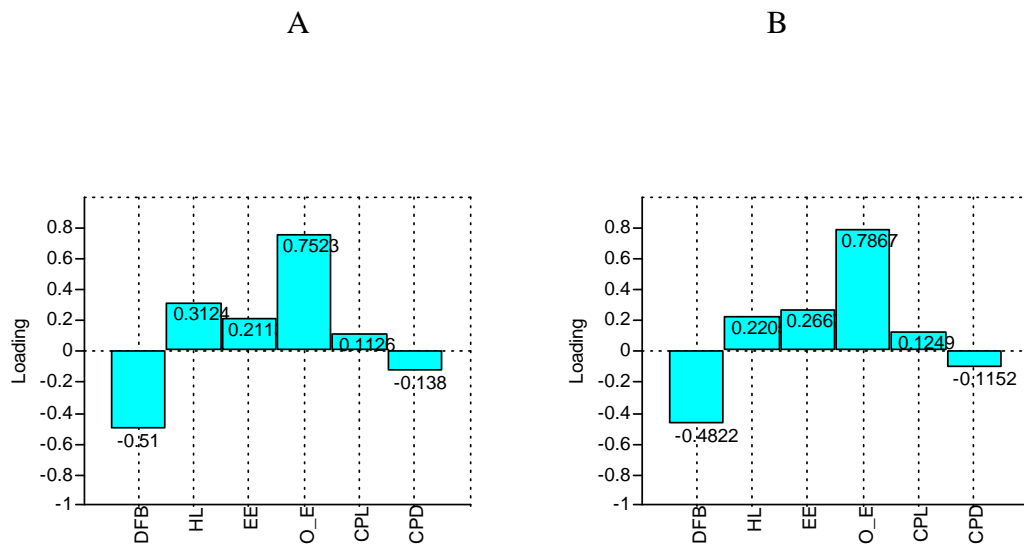 A
B
Loading
0.8
0.6
0.4
0.2
0
-0.2
-0.4
-0.6
-0.8
-1
-0.51
0.3124
0.211
0.7523
0.1126
-0.138
DFB
HL
EE
O_E
CPL
CPD
Loading
0.8
0.6
0.4
0.2
0
-0.2
-0.4
-0.6
-0.8
-1
-0.4822
0.220
0.266
0.7867
0.1249
-0.1152
DFB
HL
EE
O_E
CPL
CPD